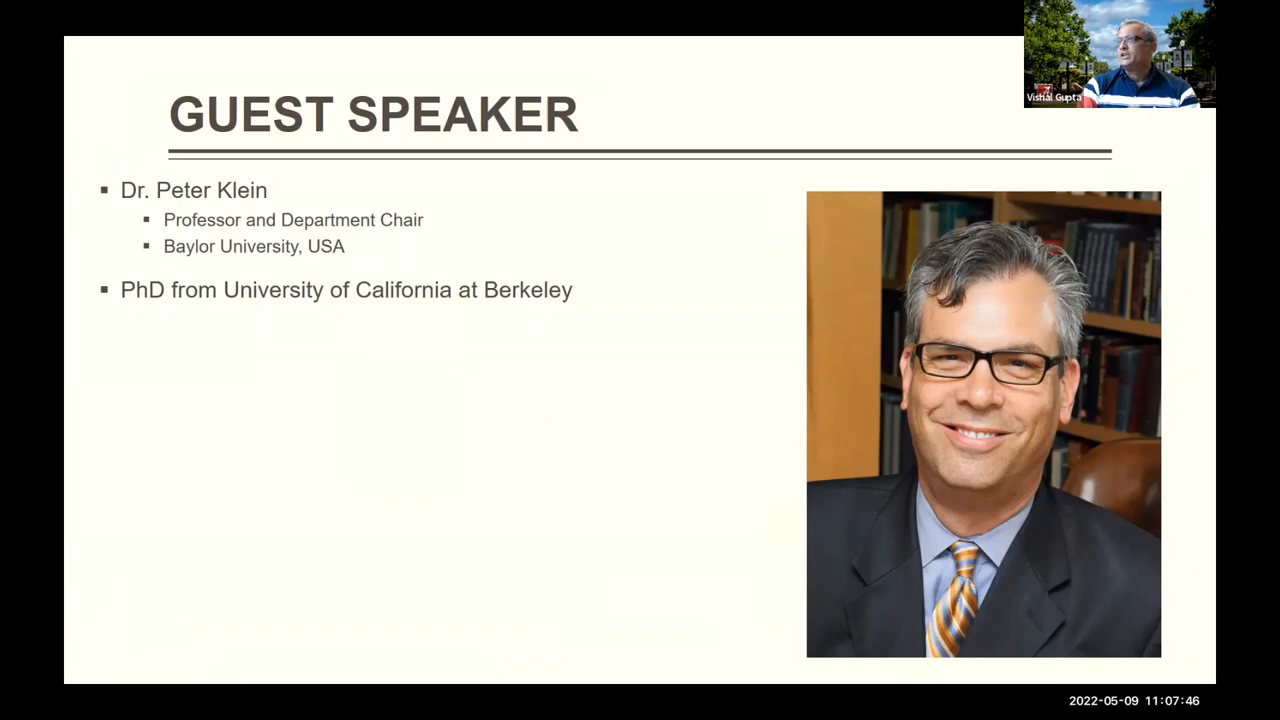 Vishal Gupta
GUEST SPEAKER
Dr. Peter Klein
Professor and Department Chair
Baylor University, USA
PhD from University of California at Berkeley
2022-05-09 11:07:46